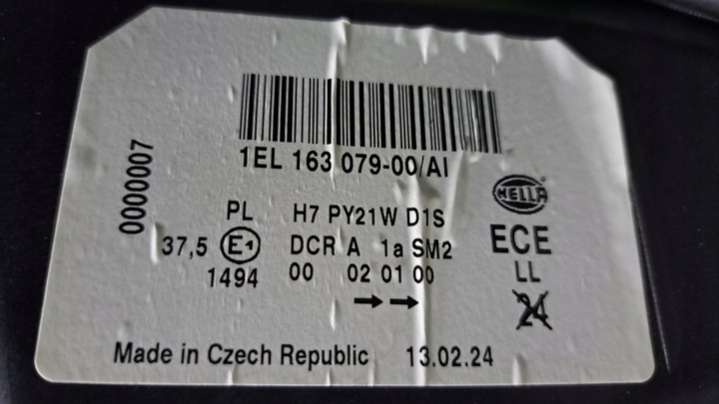 1EL 163 079-00/AI
0000007
HELLA
PL H7 PY21W D1S
37,5 E1 DCR A 1a SM2 ECE
1494 00 02 01 00 LL
→→ 24
Made in Czech Republic 13.02.24